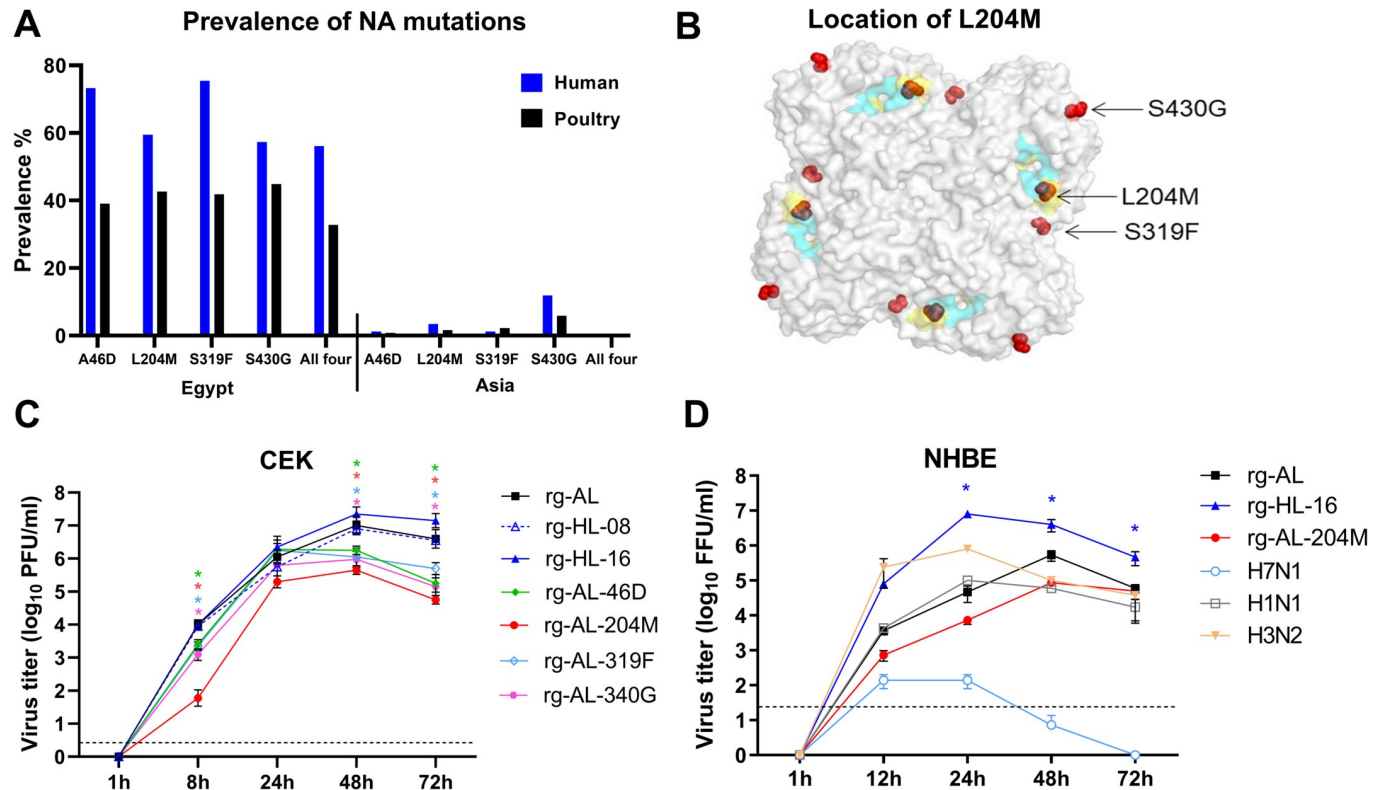 A
Prevalence of NA mutations
Prevalence %
80
60
40
20
0
Human
Poultry
A46D L204M S319F S430G All four A46D L204M S319F S430G All four
Egypt Asia
B
Location of L204M
S430G
L204M
S319F
C
CEK
Virus titer (log10 PFU/ml)
8
7
6
5
4
3
2
1
0
* * * *
* * * *
* * * *
1h 8h 24h 48h 72h
rg-AL
rg-HL-08
rg-HL-16
rg-AL-46D
rg-AL-204M
rg-AL-319F
rg-AL-340G
D
NHBE
Virus titer (log10 FFU/ml)
8
7
6
5
4
3
2
1
0
* * *
1h 12h 24h 48h 72h
rg-AL
rg-HL-16
rg-AL-204M
H7N1
H1N1
H3N2